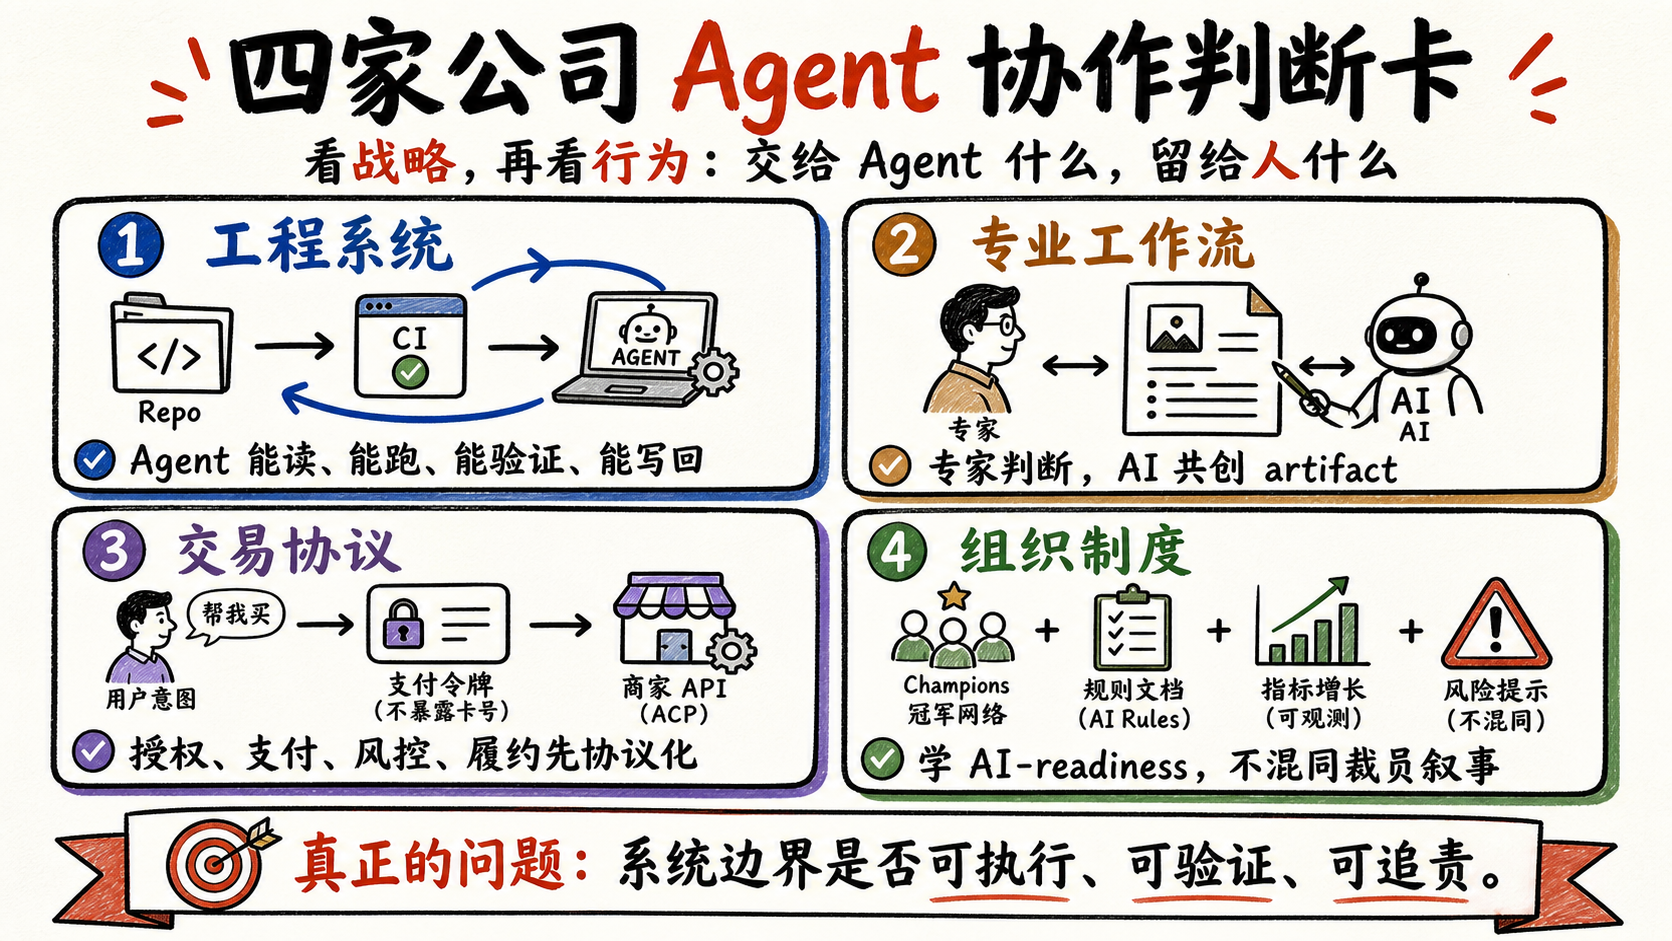 四家公司 Agent 协作判断卡
看战略，再看行为：交给 Agent 什么，留给人什么
1 工程系统
</>
Repo
CI
AGENT
Agent 能读、能跑、能验证、能写回
2 专业工作流
专家
AI
AI
专家判断，AI 共创 artifact
3 交易协议
帮我买
用户意图
支付令牌
（不暴露卡号）
商家 API
（ACP）
授权、支付、风控、履约先协议化
4 组织制度
Champions
冠军网络
+
规则文档
（AI Rules）
+
指标增长
（可观测）
+
!
风险提示
（不混同）
学 AI-readiness，不混同裁员叙事
真正的问题：系统边界是否可执行、可验证、可追责。